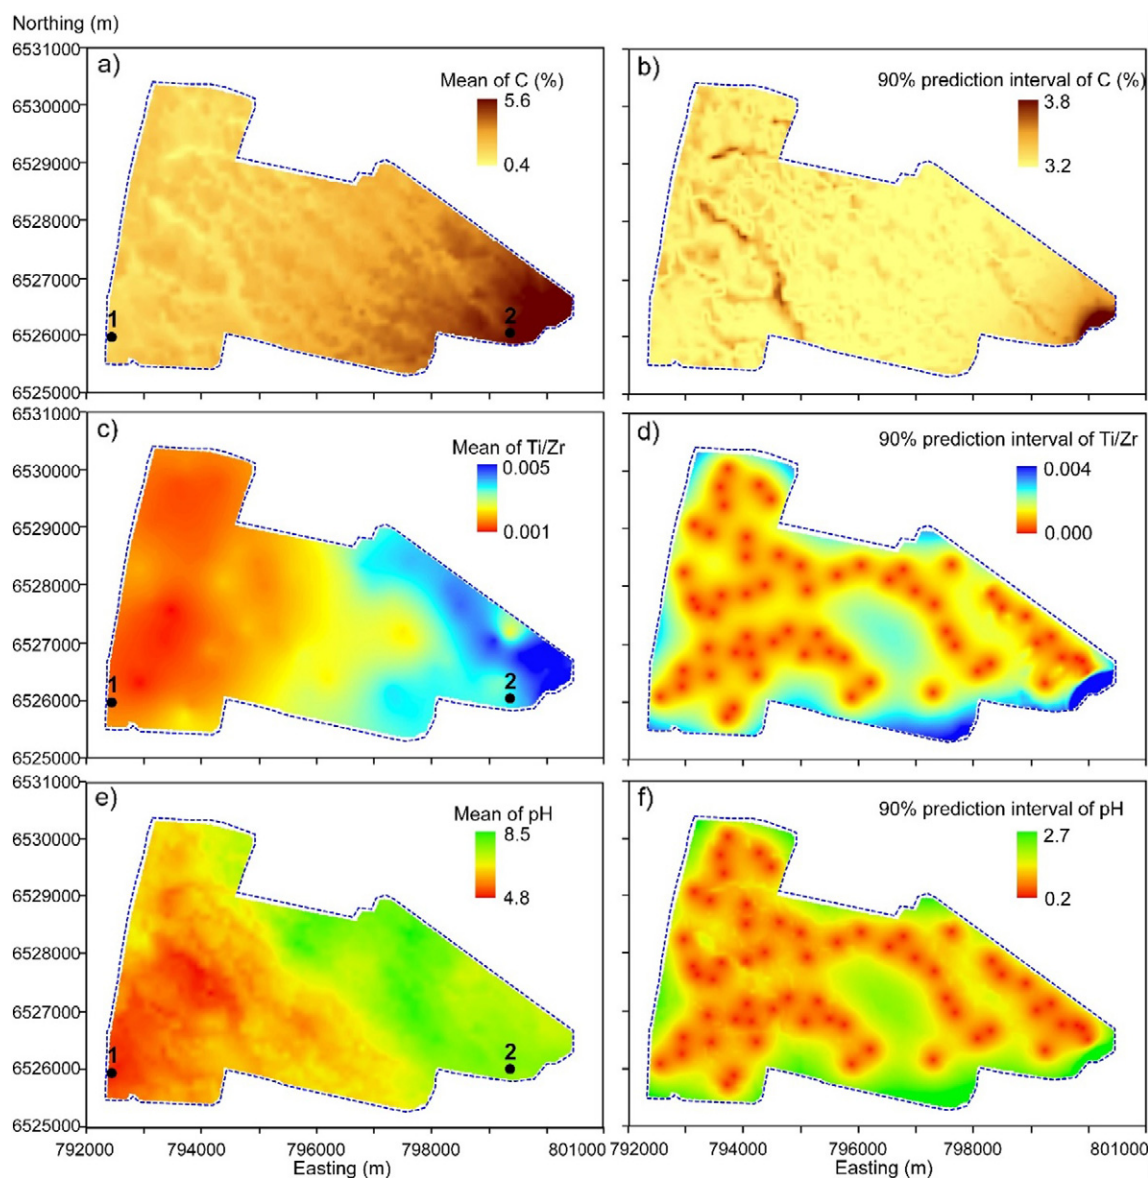 Northing (m)
6531000
6530000
6529000
6528000
6527000
6526000
6525000
a)
Mean of C (%)
5.6
0.4
1
2
b)
90% prediction interval of C (%)
3.8
3.2
6531000
6530000
6529000
6528000
6527000
6526000
6525000
c)
Mean of Ti/Zr
0.005
0.001
1
2
d)
90% prediction interval of Ti/Zr
0.004
0.000
6531000
6530000
6529000
6528000
6527000
6526000
6525000
e)
Mean of pH
8.5
4.8
1
2
f)
90% prediction interval of pH
2.7
0.2
792000 794000 796000 798000 801000
Easting (m)
792000 794000 796000 798000 801000
Easting (m)